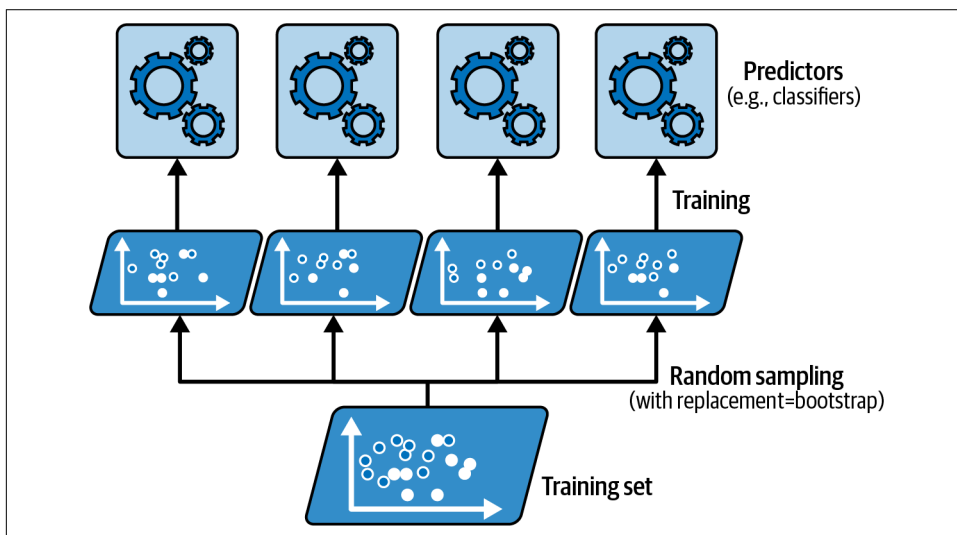 Predictors
(e.g., classifiers)
Training
Random sampling
(with replacement=bootstrap)
Training set